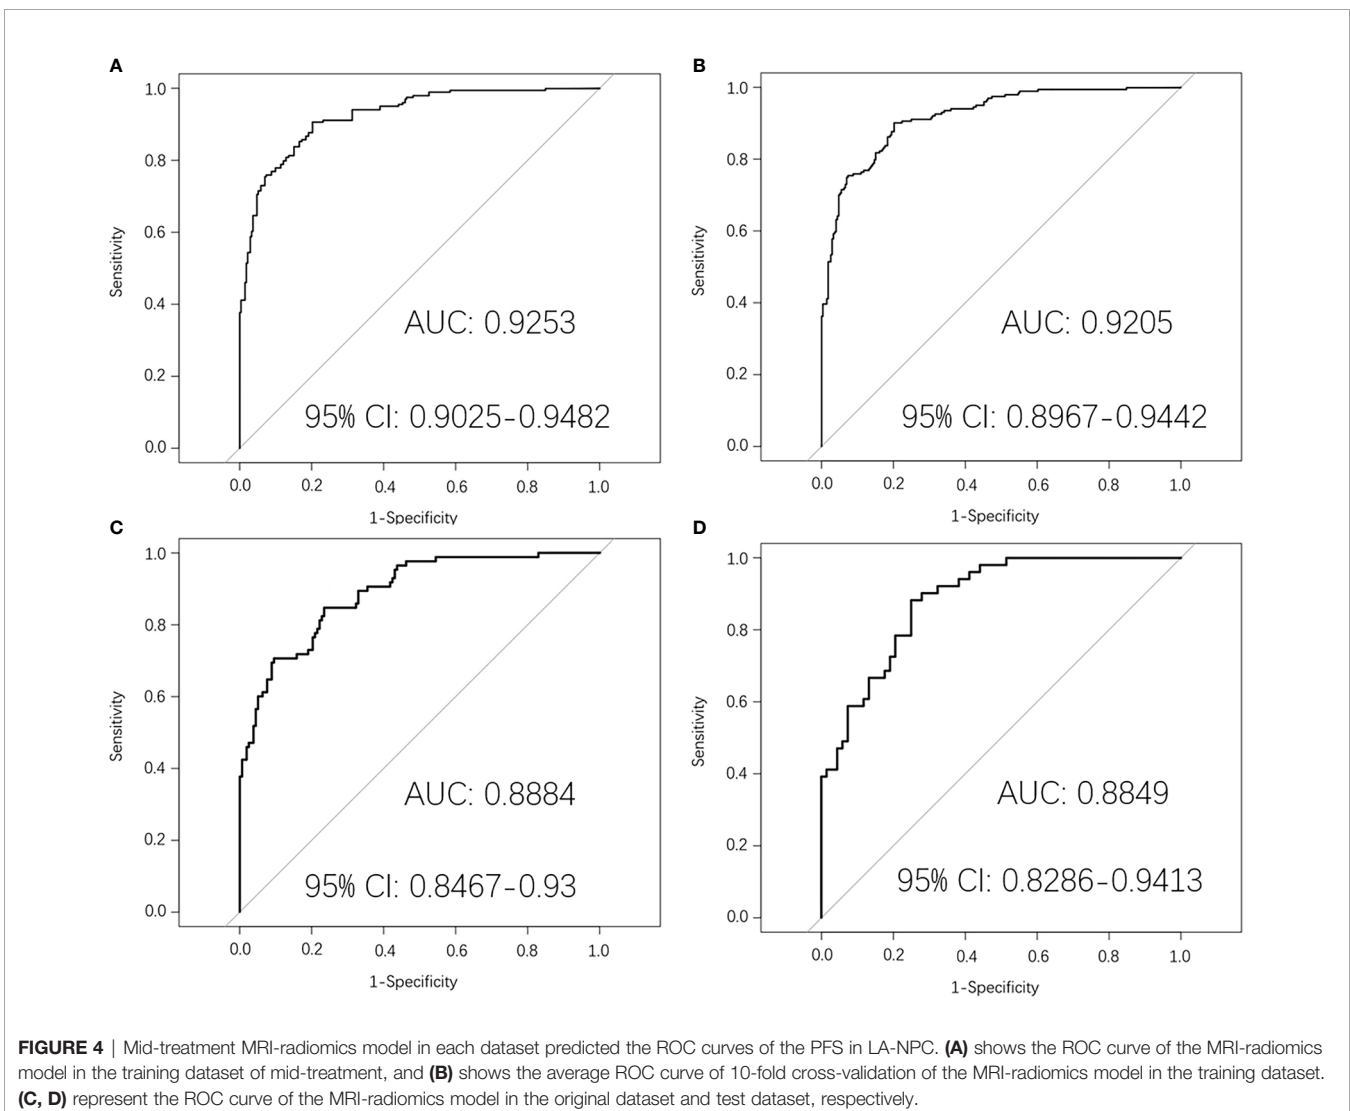 A
1.0
0.8
0.6
0.4
0.2
0.0
Sensitivity
AUC: 0.9253
95% CI: 0.9025-0.9482
0.0 0.2 0.4 0.6 0.8 1.0
1-Specificity
B
1.0
0.8
0.6
0.4
0.2
0.0
Sensitivity
AUC: 0.9205
95% CI: 0.8967-0.9442
0.0 0.2 0.4 0.6 0.8 1.0
1-Specificity
C
1.0
0.8
0.6
0.4
0.2
0.0
Sensitivity
AUC: 0.8884
95% CI: 0.8467-0.93
0.0 0.2 0.4 0.6 0.8 1.0
1-Specificity
D
1.0
0.8
0.6
0.4
0.2
0.0
Sensitivity
AUC: 0.8849
95% CI: 0.8286-0.9413
0.0 0.2 0.4 0.6 0.8 1.0
1-Specificity
FIGURE 4 | Mid-treatment MRI-radiomics model in each dataset predicted the ROC curves of the PFS in LA-NPC. (A) shows the ROC curve of the MRI-radiomics
model in the training dataset of mid-treatment, and (B) shows the average ROC curve of 10-fold cross-validation of the MRI-radiomics model in the training dataset.
(C, D) represent the ROC curve of the MRI-radiomics model in the original dataset and test dataset, respectively.